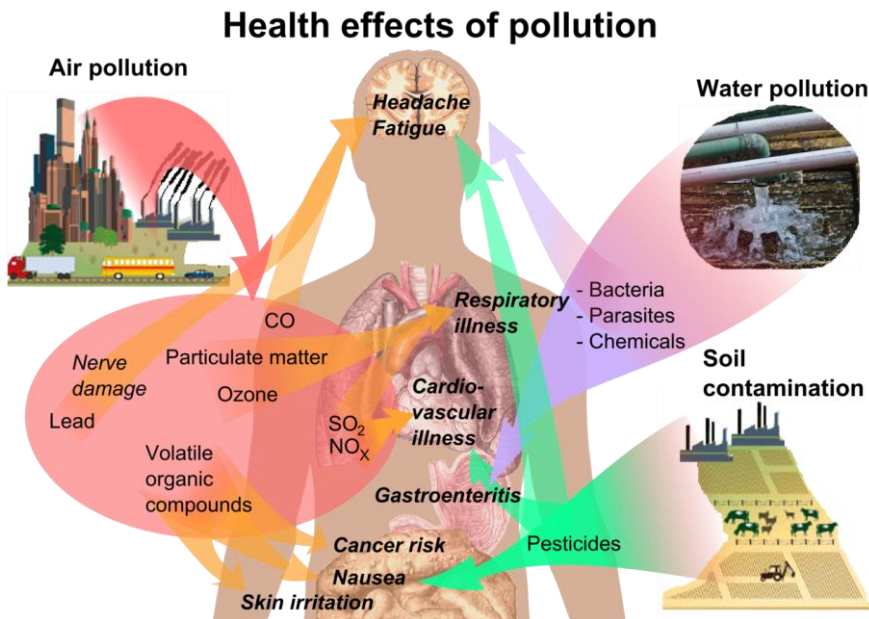 Health effects of pollution
Air pollution
Water pollution
Headache
Fatigue
CO
Respiratory
illness
- Bacteria
- Parasites
- Chemicals
Nerve
damage
Particulate matter
Ozone
Lead
Cardio-
vascular
illness
SO₂
NOₓ
Soil
contamination
Volatile
organic
compounds
Gastroenteritis
Pesticides
Cancer risk
Nausea
Skin irritation